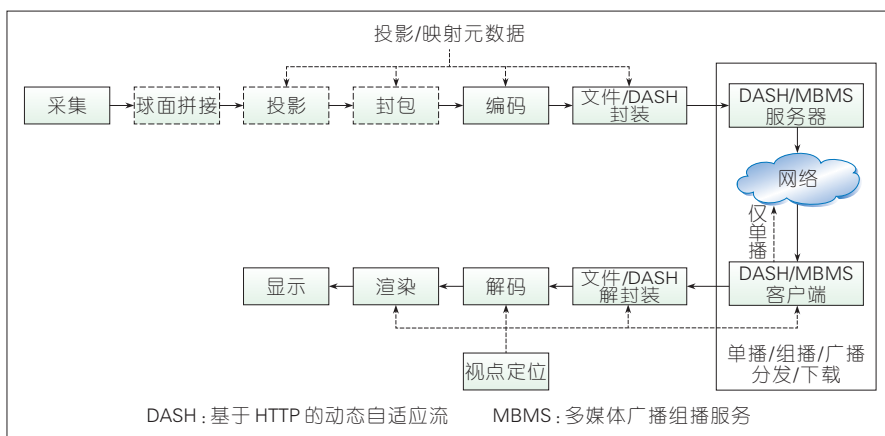 投影/映射元数据
采集
球面拼接
投影
封包
编码
文件/DASH
封装
DASH/MBMS
服务器
网络
仅单播
显示
渲染
解码
文件/DASH
解封装
DASH/MBMS
客户端
视点定位
单播/组播/广播
分发/下载
DASH：基于 HTTP 的动态自适应流
MBMS：多媒体广播组播服务